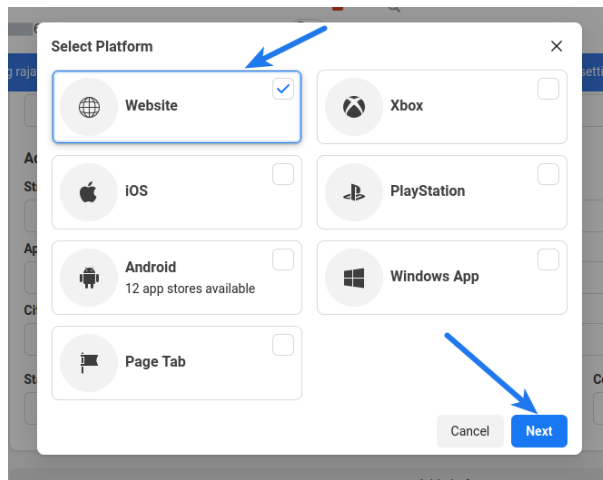 Select Platform
Website
Xbox
iOS
PlayStation
Android
12 app stores available
Windows App
Page Tab
Cancel
Next